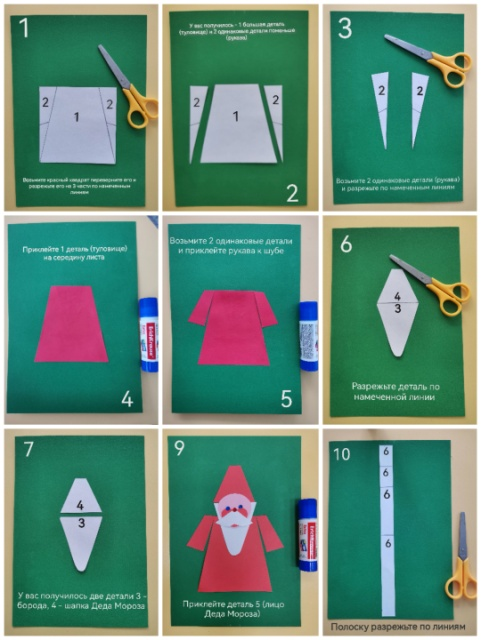 1
2
1
2
Возьмите красный квадрат переверните его и
разрежьте его на 3 части по намеченным
линиям
У вас получилось - 1 большая деталь
(туловище) и 2 одинаковые детали поменьше
(рукава)
2
1
2
2
3
2
2
Возьмите 2 одинаковые детали (рукава)
и разрежьте по намеченным линиям
Приклейте 1 деталь (туловище)
на середину листа
4
Возьмите 2 одинаковые детали
и приклейте рукава к шубе
5
6
4
3
Разрежьте деталь по
намеченной линии
7
4
3
У вас получилось две детали 3 -
борода, 4 - шапка Деда Мороза
9
Приклейте деталь 5 (лицо
Деда Мороза)
10
6
6
6
6
Полоску разрежьте по линиям